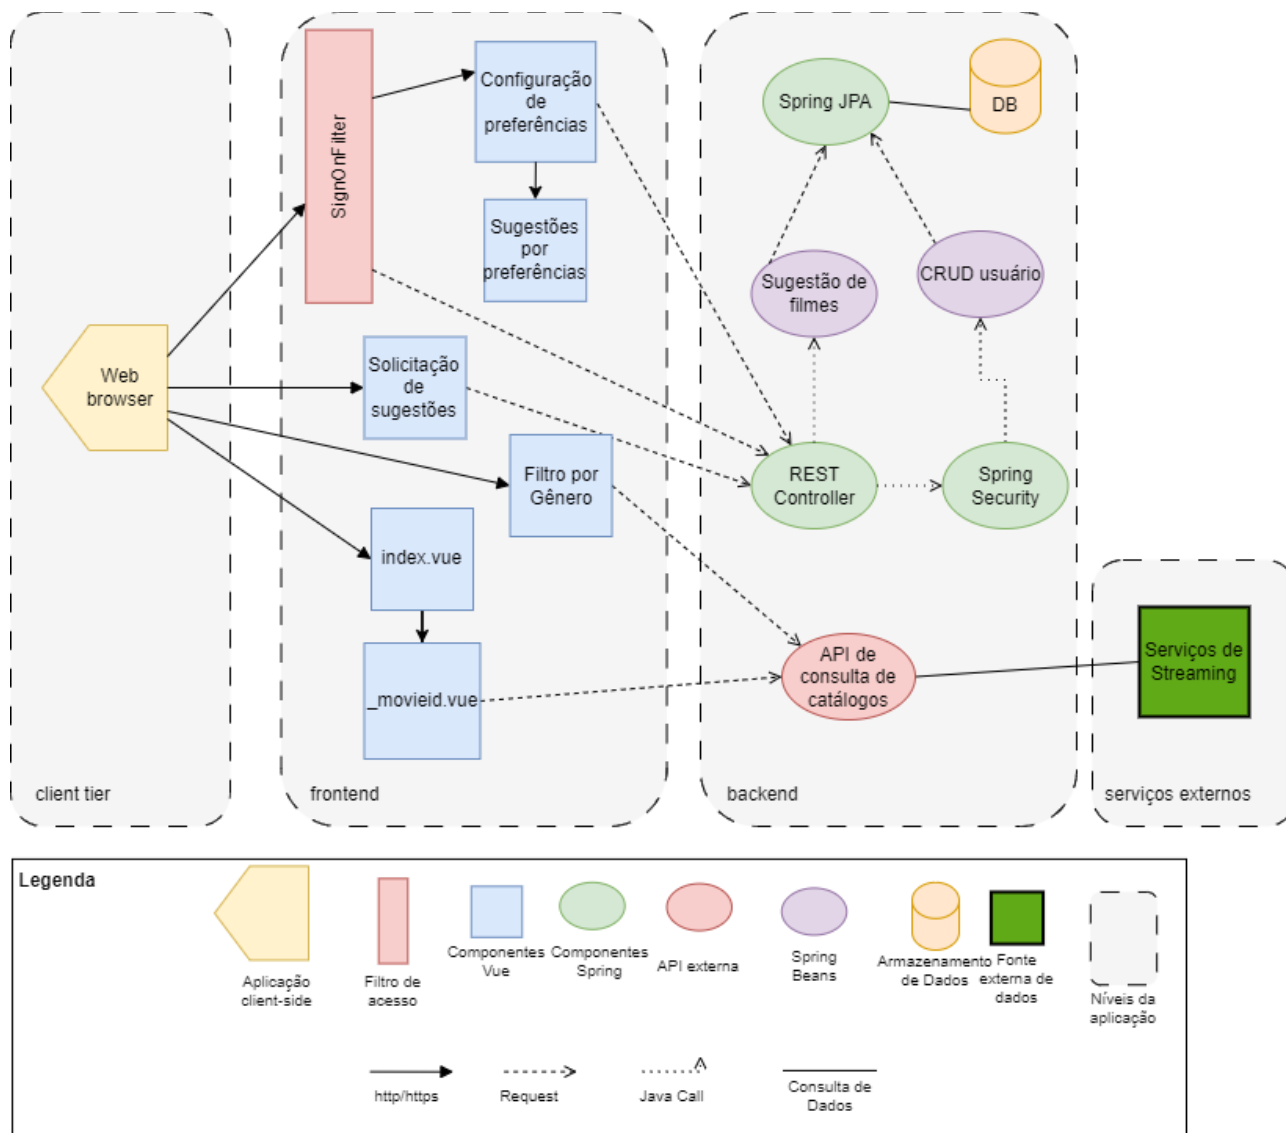 SignOnFilter
Configuração
de
preferências
Sugestões
por
preferências
Spring JPA
DB
Sugestão de
filmes
CRUD usuário
Web
browser
Solicitação
de
sugestões
Filtro por
Gênero
REST
Controller
Spring
Security
index.vue
_movieid.vue
API de
consulta de
catálogos
Serviços de
Streaming
client tier
frontend
backend
serviços externos
Legenda
Aplicação
client-side
Filtro de
acesso
Componentes
Vue
Componentes
Spring
API externa
Spring
Beans
Armazenamento
de Dados
Fonte
externa de
dados
Níveis da
aplicação
http/https
Request
Java Call
Consulta de
Dados